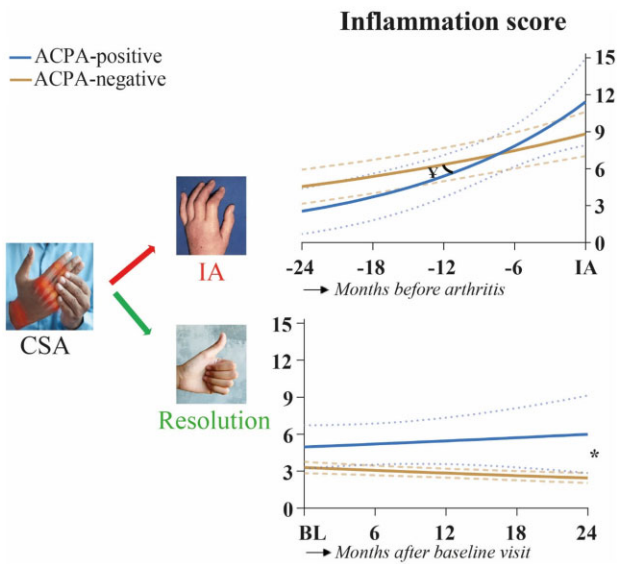 Inflammation score
ACPA-positive
ACPA-negative
15
12
9
6
3
0
¥
-24 -18 -12 -6 IA
Months before arthritis
CSA
IA
Resolution
15
12
9
6
3
0
*
BL 6 12 18 24
Months after baseline visit